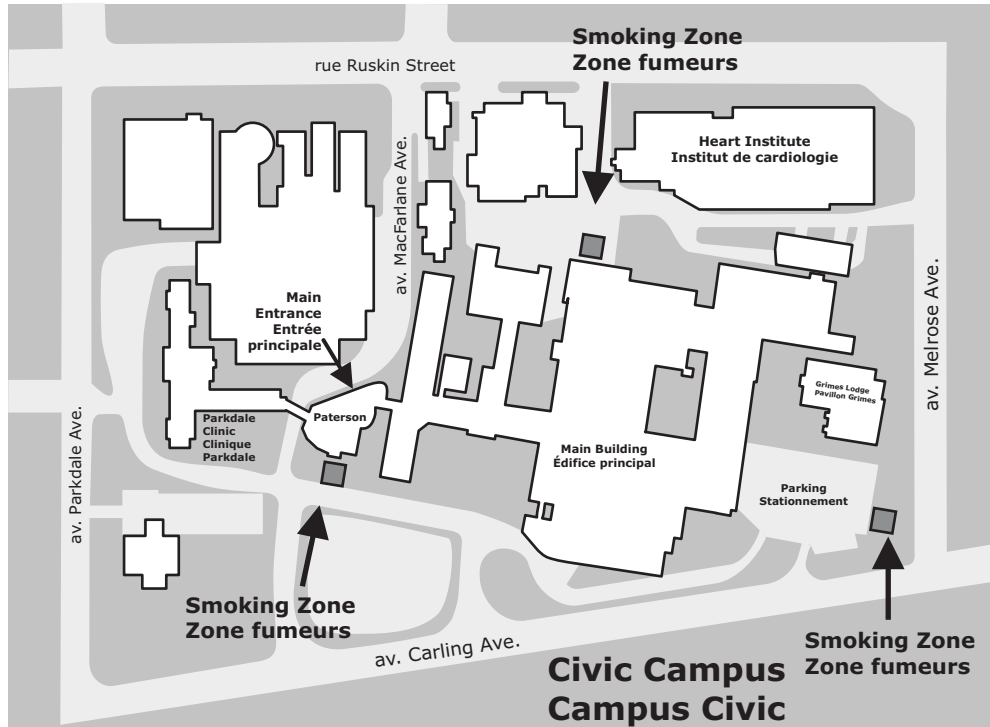 Smoking Zone
Zone fumeurs
rue Ruskin Street
Heart Institute
Institut de cardiologie
av. MacFarlane Ave.
Main
Entrance
Entrée
principale
av. Melrose Ave.
Grimes Lodge
Pavillon Grimes
Paterson
Parkdale
Clinic
Clinique
Parkdale
av. Parkdale Ave.
Main Building
Édifice principal
Parking
Stationnement
Smoking Zone
Zone fumeurs
av. Carling Ave.
Smoking Zone
Zone fumeurs
Civic Campus
Campus Civic